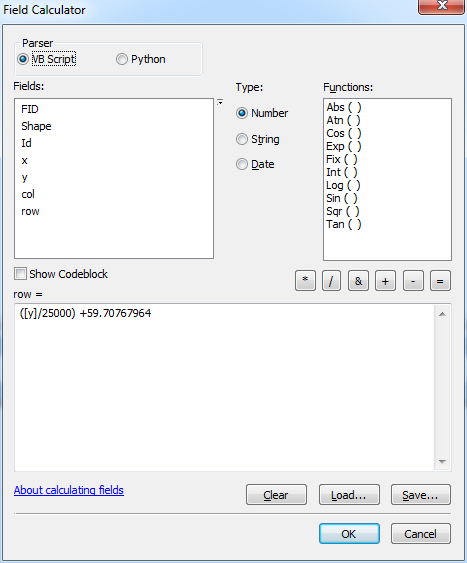 Field Calculator
Parser
VB Script
Python
Fields:
Type:
Functions:
FID
Shape
Id
x
y
col
row
Number
String
Date
Abs ( )
Atn ( )
Cos ( )
Exp ( )
Fix ( )
Int ( )
Log ( )
Sin ( )
Sqr ( )
Tan ( )
Show Codeblock
* / & + - =
row =
([y]/25000) +59.70767964
About calculating fields
Clear
Load...
Save...
OK
Cancel